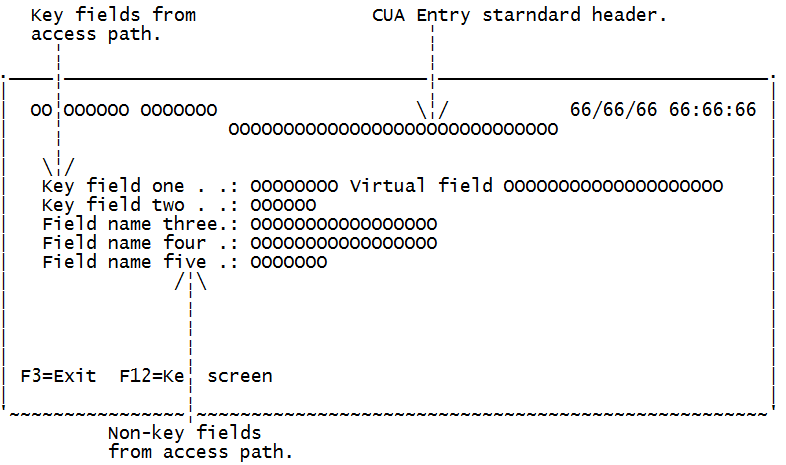 Key fields from CUA Entry starndard header.
access path.
OO OOOOOO OOOOOOO 66/66/66 66:66:66
OOOOOOOOOOOOOOOOOOOOOOOOOOOOOO
Key field one . .: OOOOOOOO Virtual field OOOOOOOOOOOOOOOOOOOO
Key field two . .: OOOOOO
Field name three.: OOOOOOOOOOOOOOOOO
Field name four .: OOOOOOOOOOOOOOOOO
Field name five .: OOOOOOO
F3=Exit F12=Ke screen
Non-key fields
from access path.